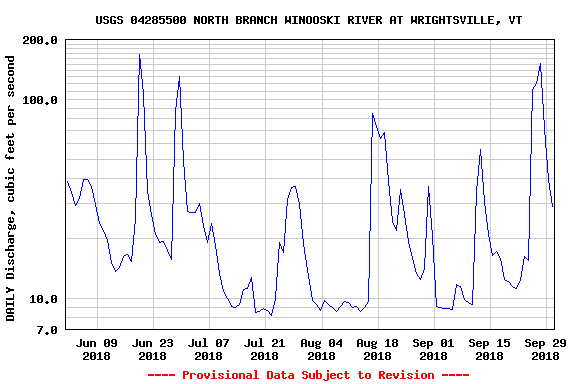 USGS 04285500 NORTH BRANCH WINOOSKI RIVER AT WRIGHTSVILLE, VT
DAILY Discharge, cubic feet per second
200.0
100.0
10.0
7.0
Jun 09 Jun 23 Jul 07 Jul 21 Aug 04 Aug 18 Sep 01 Sep 15 Sep 29
2018 2018 2018 2018 2018 2018 2018 2018 2018
---- Provisional Data Subject to Revision ----